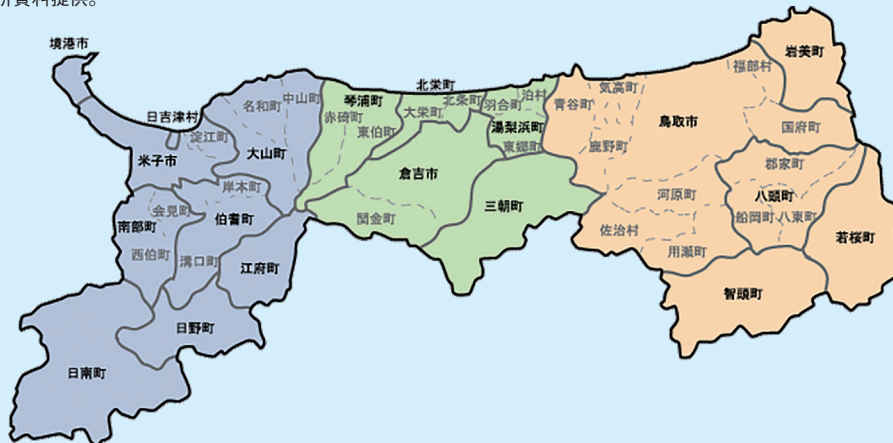 資料提供。
境港市
岩美町
福部村
北栄町
気高町
泊村
中山町
琴浦町
名和町
北条町
羽合町
青谷町
大栄町
赤碕町
日吉津村
鳥取市
湯梨浜町
国府町
東伯町
淀江町
東郷町
鹿野町
大山町
米子市
郡家町
倉吉市
岸本町
河原町
八頭町
三朝町
会見町
伯耆町
関金町
船岡町
八東町
南部町
佐治村
若桜町
西伯町
用瀬町
溝口町
江府町
智頭町
日野町
日南町